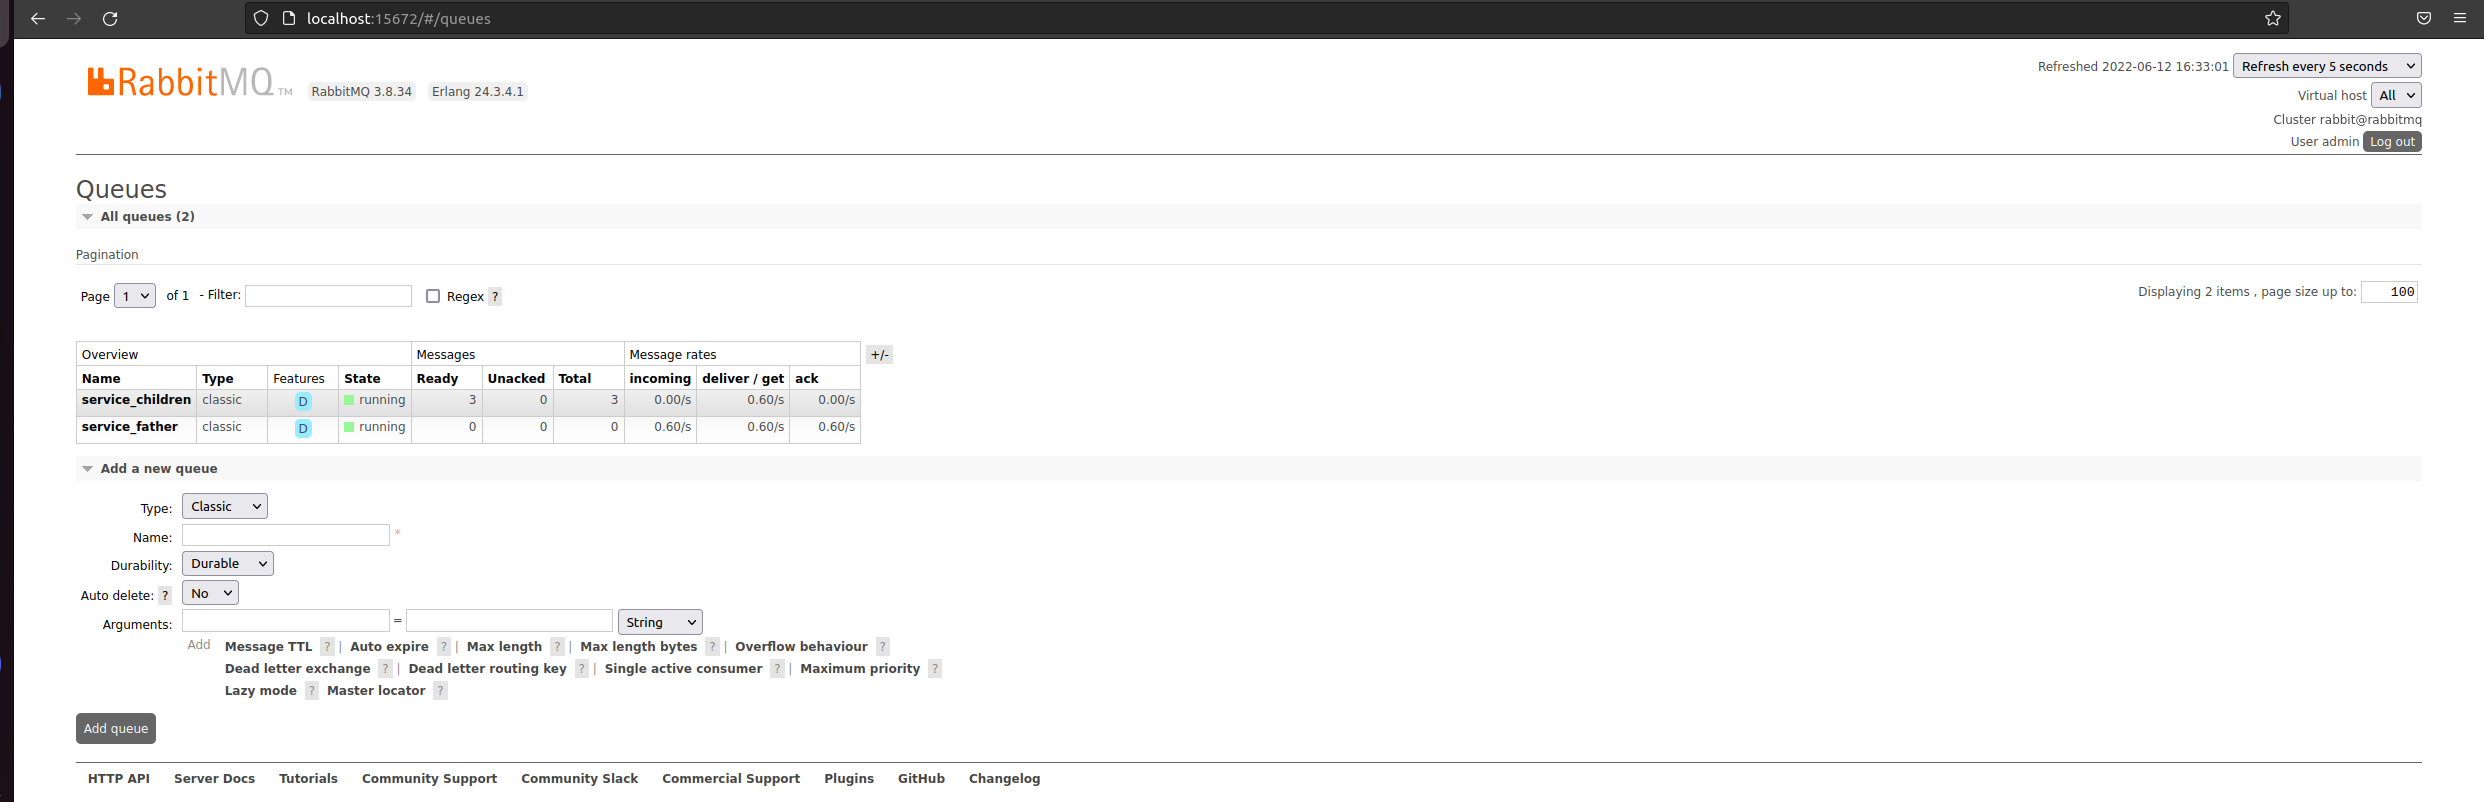 localhost:15672/#/queues
RabbitMQ TM RabbitMQ 3.8.34 Erlang 24.3.4.1
Refreshed 2022-06-12 16:33:01 Refresh every 5 seconds
Virtual host All
Cluster rabbit@rabbitmq
User admin Log out
Queues
All queues (2)
Pagination
Page 1 of 1 - Filter: Regex ?
Displaying 2 items , page size up to: 100
Overview Messages Message rates +/-
Name Type Features State Ready Unacked Total incoming deliver / get ack
service_children classic D running 3 0 3 0.00/s 0.60/s 0.00/s
service_father classic D running 0 0 0 0.60/s 0.60/s 0.60/s
Add a new queue
Type: Classic
Name: *
Durability: Durable
Auto delete: ? No
Arguments: = String
Add Message TTL ? | Auto expire ? | Max length ? | Max length bytes ? | Overflow behaviour ?
Dead letter exchange ? | Dead letter routing key ? | Single active consumer ? | Maximum priority ?
Lazy mode ? Master locator ?
Add queue
HTTP API Server Docs Tutorials Community Support Community Slack Commercial Support Plugins GitHub Changelog